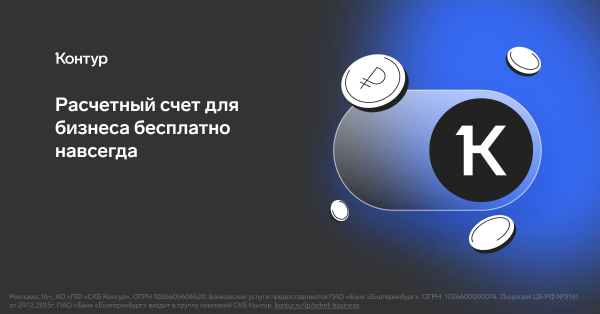 Контур
Расчетный счет для
бизнеса бесплатно
навсегда
₽
K
Реклама, 16+, АО «ПФ «СКБ Контур». ОГРН 1026605606620. Банковские услуги предоставляются ПАО «Банк «Екатеринбург». ОГРН: 1026600000074. Лицензия ЦБ РФ №3161
от 29.12.2015г. ПАО «Банк «Екатеринбург» входит в группу компаний СКБ Контур. kontur.ru/lp/schet-business